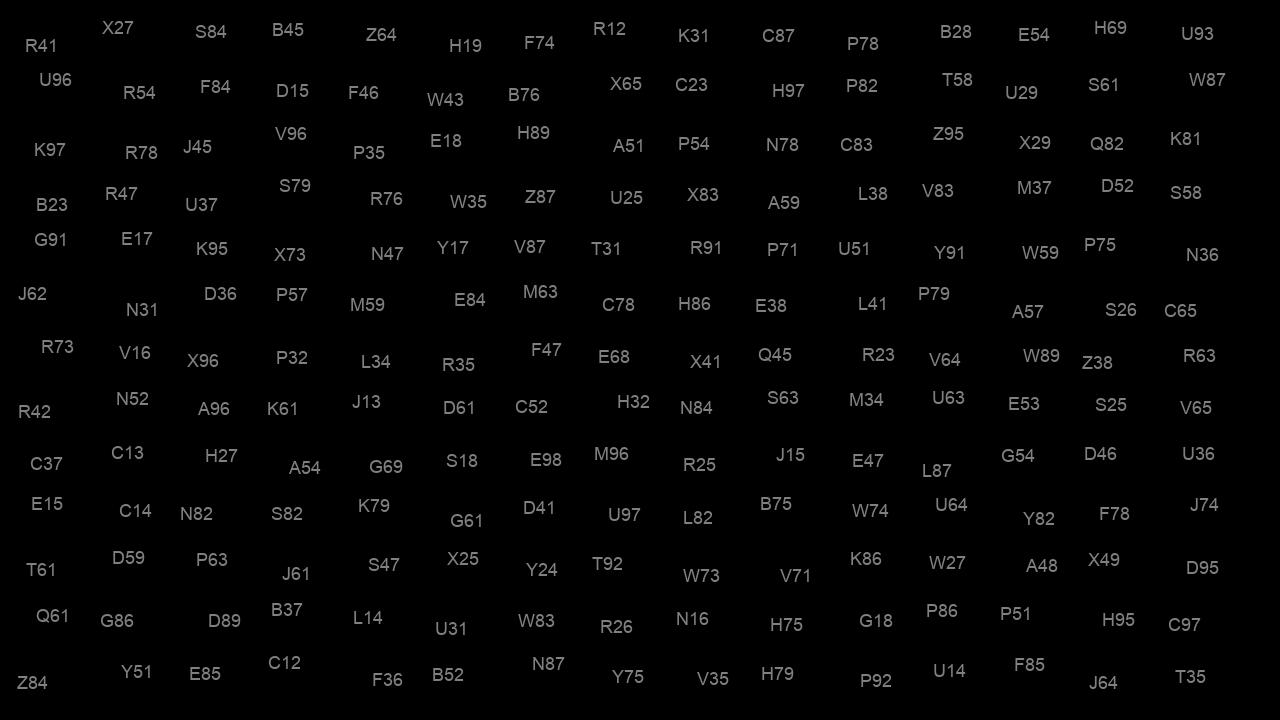 R41 X27 S84 B45 Z64 H19 F74 R12 K31 C87 P78 B28 E54 H69 U93
U96 R54 F84 D15 F46 W43 B76 X65 C23 H97 P82 T58 U29 S61 W87
K97 R78 J45 V96 P35 E18 H89 A51 P54 N78 C83 Z95 X29 Q82 K81
B23 R47 U37 S79 R76 W35 Z87 U25 X83 A59 L38 V83 M37 D52 S58
G91 E17 K95 X73 N47 Y17 V87 T31 R91 P71 U51 Y91 W59 P75 N36
J62 N31 D36 P57 M59 E84 M63 C78 H86 E38 L41 P79 A57 S26 C65
R73 V16 X96 P32 L34 R35 F47 E68 X41 Q45 R23 V64 W89 Z38 R63
R42 N52 A96 K61 J13 D61 C52 H32 N84 S63 M34 U63 E53 S25 V65
C37 C13 H27 A54 G69 S18 E98 M96 R25 J15 E47 L87 G54 D46 U36
E15 C14 N82 S82 K79 G61 D41 U97 L82 B75 W74 U64 Y82 F78 J74
T61 D59 P63 J61 S47 X25 Y24 T92 W73 V71 K86 W27 A48 X49 D95
Q61 G86 D89 B37 L14 U31 W83 R26 N16 H75 G18 P86 P51 H95 C97
Z84 Y51 E85 C12 F36 B52 N87 Y75 V35 H79 P92 U14 F85 J64 T35